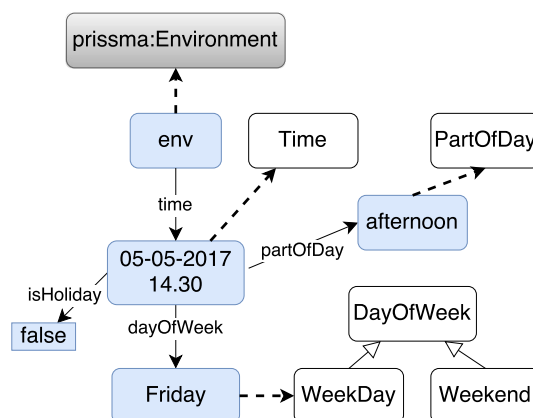 prissma:Environment
env
Time
PartOfDay
time
afternoon
partOfDay
05-05-2017
14.30
isHoliday
false
dayOfWeek
DayOfWeek
Friday
WeekDay
Weekend